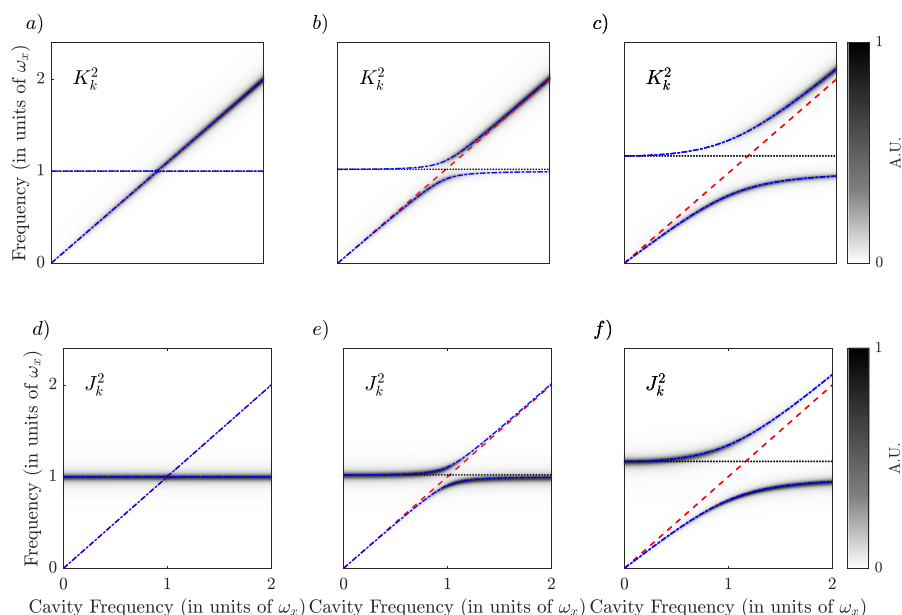 a) b) c)
Frequency (in units of ω_x)
2
1
0
K_k^2 K_k^2 K_k^2
1
0
A.U.
d) e) f)
Frequency (in units of ω_x)
2
1
0
J_k^2 J_k^2 J_k^2
1
0
A.U.
0 1 2 0 1 2 0 1 2
Cavity Frequency (in units of ω_x) Cavity Frequency (in units of ω_x) Cavity Frequency (in units of ω_x)